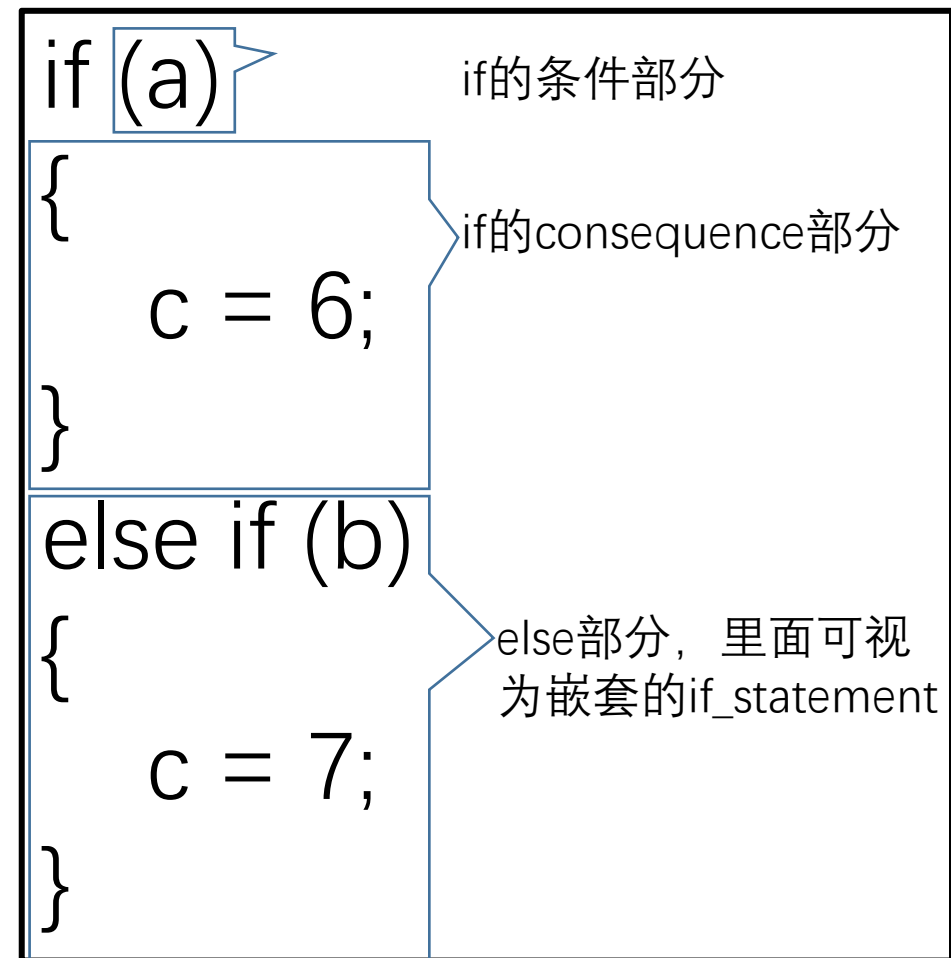 if (a)
if的条件部分
{
if的consequence部分
c = 6;
}
else if (b)
{
else部分，里面可视
为嵌套的if_statement
c = 7;
}